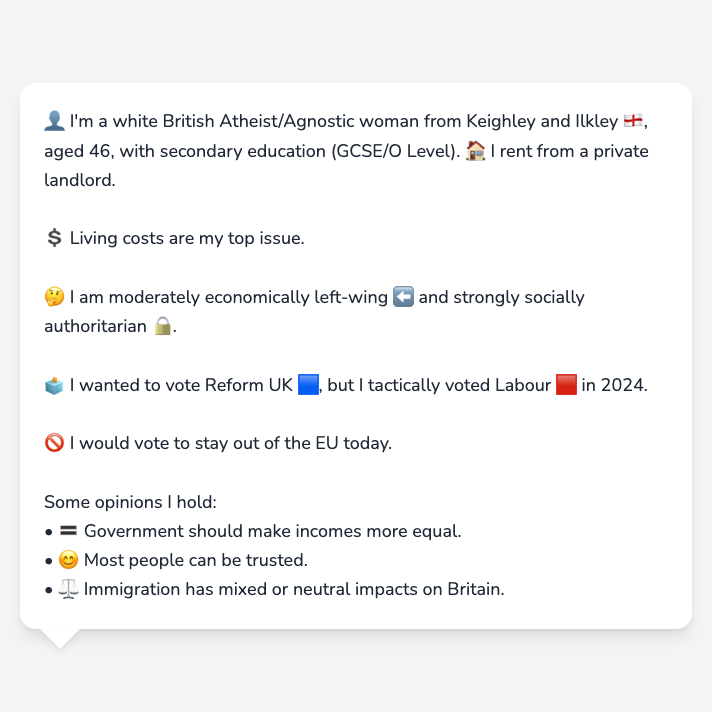 👤 I'm a white British Atheist/Agnostic woman from Keighley and Ilkley 🏴󠁧󠁢󠁥󠁮󠁧󠁿,
aged 46, with secondary education (GCSE/O Level). 🏠 I rent from a private
landlord.
💲 Living costs are my top issue.
🤔 I am moderately economically left-wing ⬅️ and strongly socially
authoritarian 🔒.
🗳️ I wanted to vote Reform UK 🟦, but I tactically voted Labour 🟥 in 2024.
🚫 I would vote to stay out of the EU today.
Some opinions I hold:
• 🟰 Government should make incomes more equal.
• 😊 Most people can be trusted.
• ⚖️ Immigration has mixed or neutral impacts on Britain.